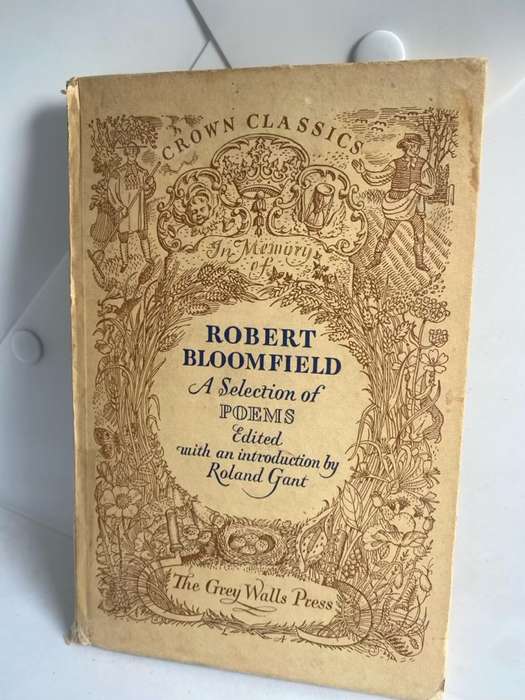 CROWN CLASSICS
In Memory
of
ROBERT
BLOOMFIELD
A Selection of
POEMS
Edited
with an introduction by
Roland Gant
The Grey Walls Press